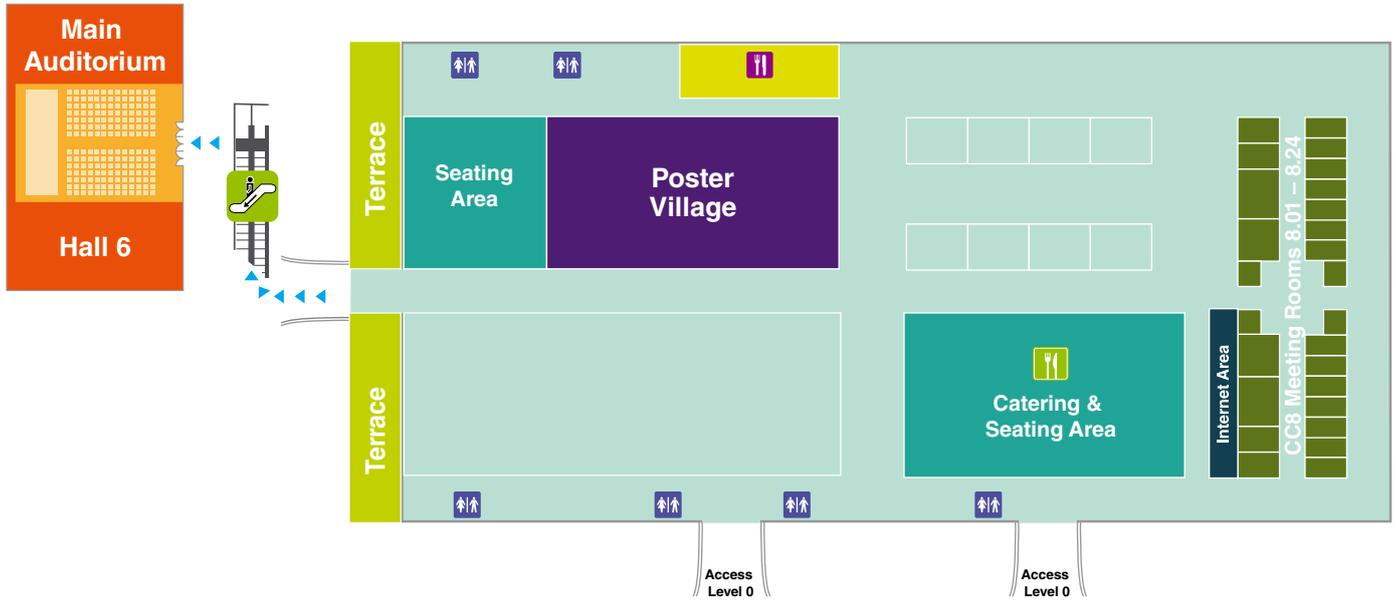 Main
Auditorium
Hall 6
Terrace
Seating
Area
Poster
Village
Terrace
Catering &
Seating Area
Internet Area
CC8 Meeting Rooms 8.01 – 8.24
Access
Level 0
Access
Level 0